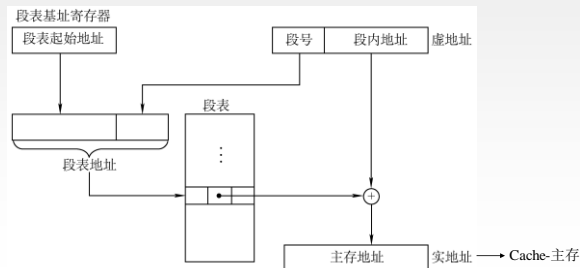 段表基址寄存器
段表起始地址
段号
段内地址
虚地址
段表
段表地址
主存地址
实地址
Cache-主存